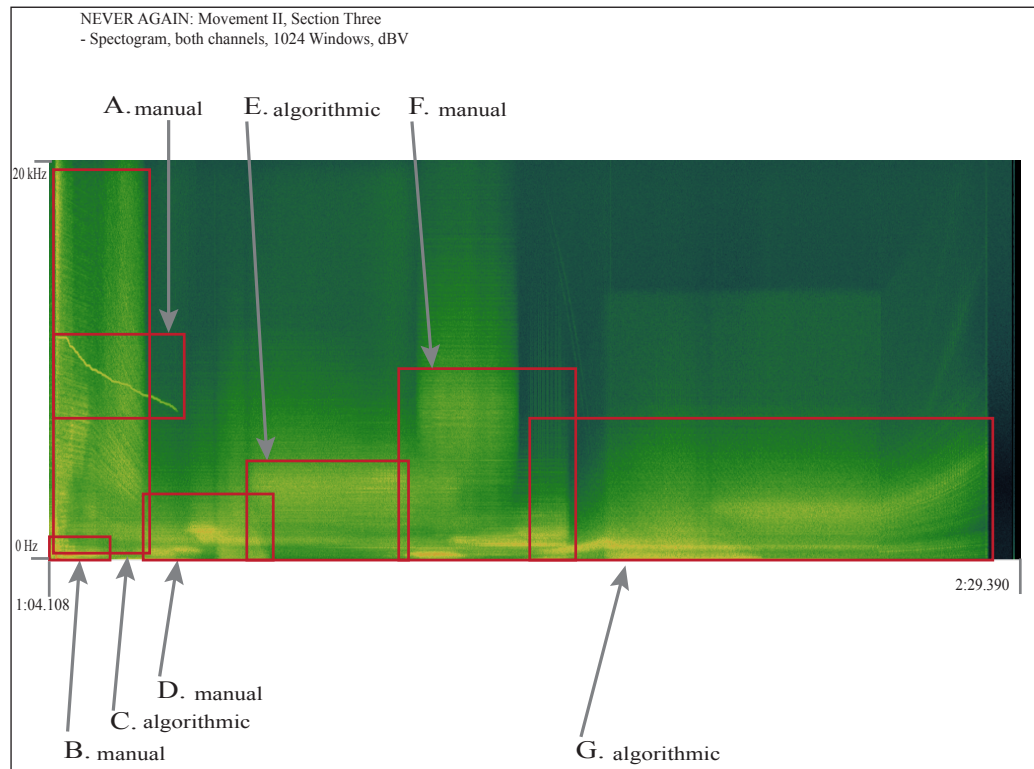 NEVER AGAIN: Movement II, Section Three
- Spectogram, both channels, 1024 Windows, dBV
A. manual
E. algorithmic
F. manual
20 kHz
0 Hz
1:04.108
2:29.390
D. manual
C. algorithmic
B. manual
G. algorithmic